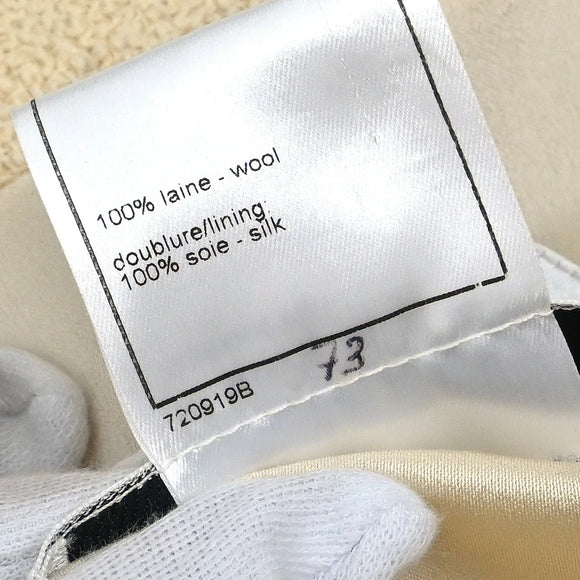 100% laine - wool
doublure/lining:
100% soie - silk
720919B
73